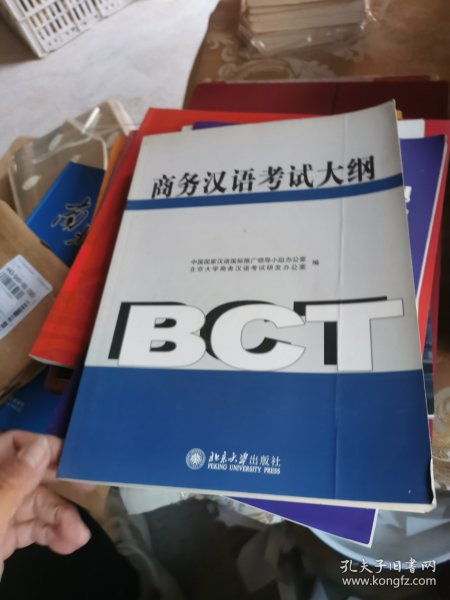 商务汉语考试大纲
中国国家汉语国际推广领导小组办公室
北京大学商务汉语考试研发办公室
编
BCT
北京大学出版社
PEKING UNIVERSITY PRESS
南
孔夫子旧书网
www.kongfz.com